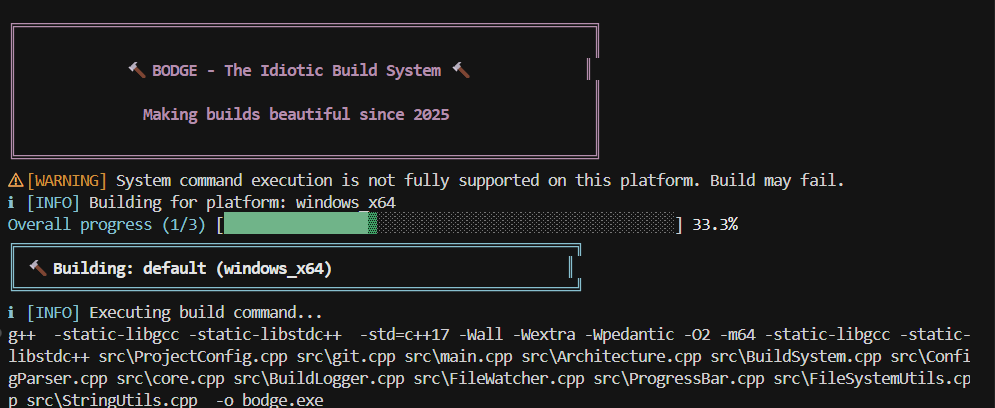 🔨 BODGE - The Idiotic Build System 🔨
Making builds beautiful since 2025
⚠[WARNING] System command execution is not fully supported on this platform. Build may fail.
ℹ [INFO] Building for platform: windows_x64
Overall progress (1/3) [██████████████▓░░░░░░░░░░░░░░░░░░░░░░░░░░░░] 33.3%
🔨 Building: default (windows_x64)
ℹ [INFO] Executing build command...
g++  -static-libgcc -static-libstdc++  -std=c++17 -Wall -Wextra -Wpedantic -O2 -m64 -static-libgcc -static-
libstdc++ src\ProjectConfig.cpp src\git.cpp src\main.cpp src\Architecture.cpp src\BuildSystem.cpp src\Confi
gParser.cpp src\core.cpp src\BuildLogger.cpp src\FileWatcher.cpp src\ProgressBar.cpp src\FileSystemUtils.cp
p src\StringUtils.cpp  -o bodge.exe